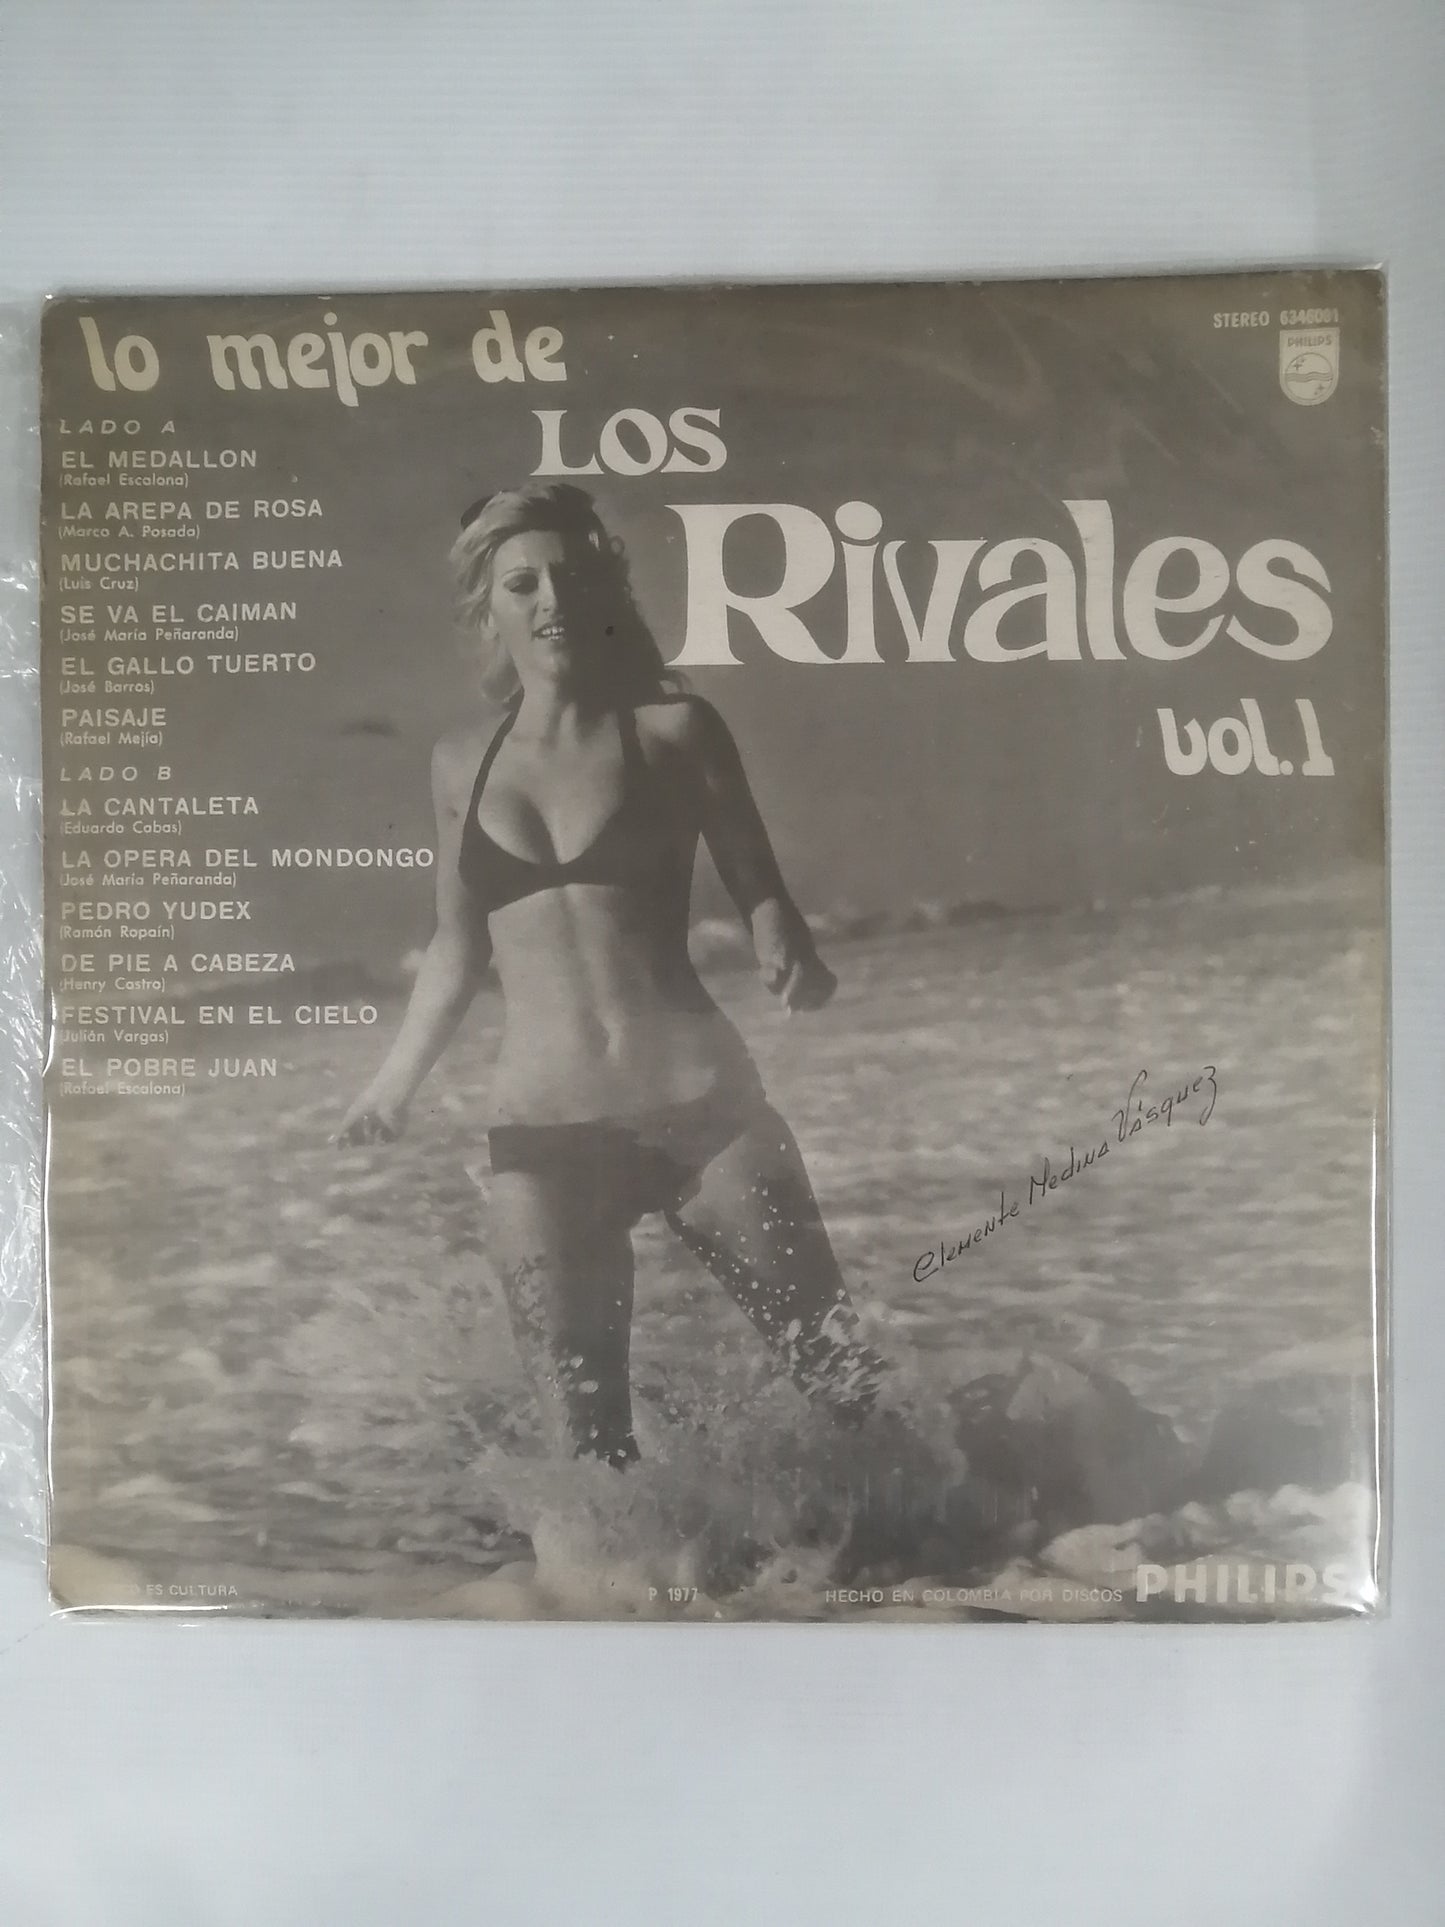 lo mejor de
LOS
Rivales
vol.1
STEREO 6346081
PHILIPS
LADO A
EL MEDALLON
(Rafael Escalona)
LA AREPA DE ROSA
(Marco A. Posada)
MUCHACHITA BUENA
(Luis Cruz)
SE VA EL CAIMAN
(José María Peñaranda)
EL GALLO TUERTO
(José Barros)
PAISAJE
(Rafael Mejía)
LADO B
LA CANTALETA
(Eduardo Cabas)
LA OPERA DEL MONDONGO
(José María Peñaranda)
PEDRO YUDEX
(Ramón Ropaín)
DE PIE A CABEZA
(Henry Castro)
FESTIVAL EN EL CIELO
(Julián Vargas)
EL POBRE JUAN
(Rafael Escalona)
Clemente Medina Vásquez
ES CULTURA
P 1977
HECHO EN COLOMBIA POR DISCOS PHILIPS